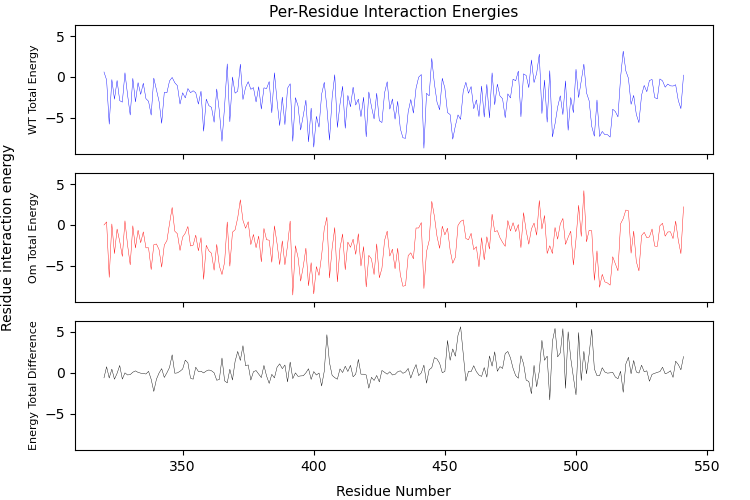 Per-Residue Interaction Energies
Residue interaction energy
WT Total Energy
5
0
−5
Om Total Energy
5
0
−5
Energy Total Difference
5
0
−5
350 400 450 500 550
Residue Number